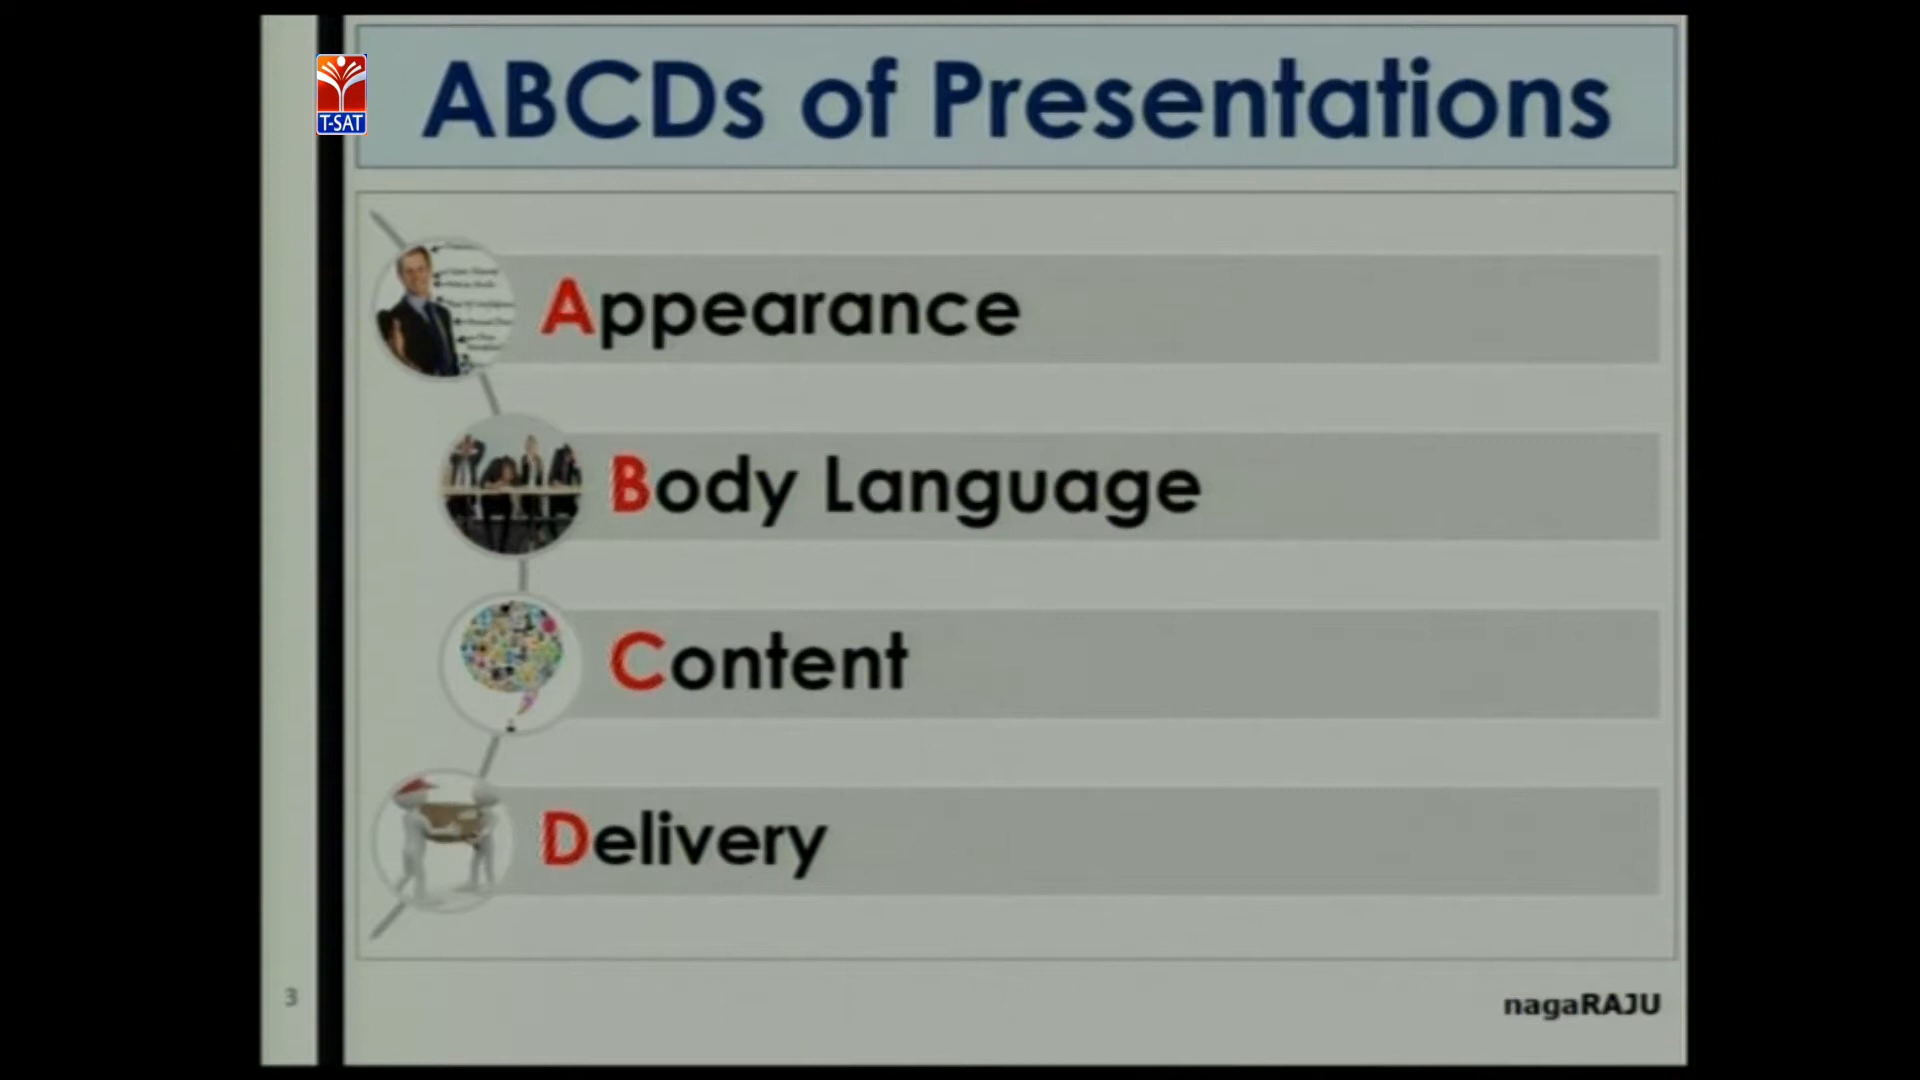 T-SAT
ABCDs of Presentations
Appearance
Body Language
Content
Delivery
3
nagaRAJU